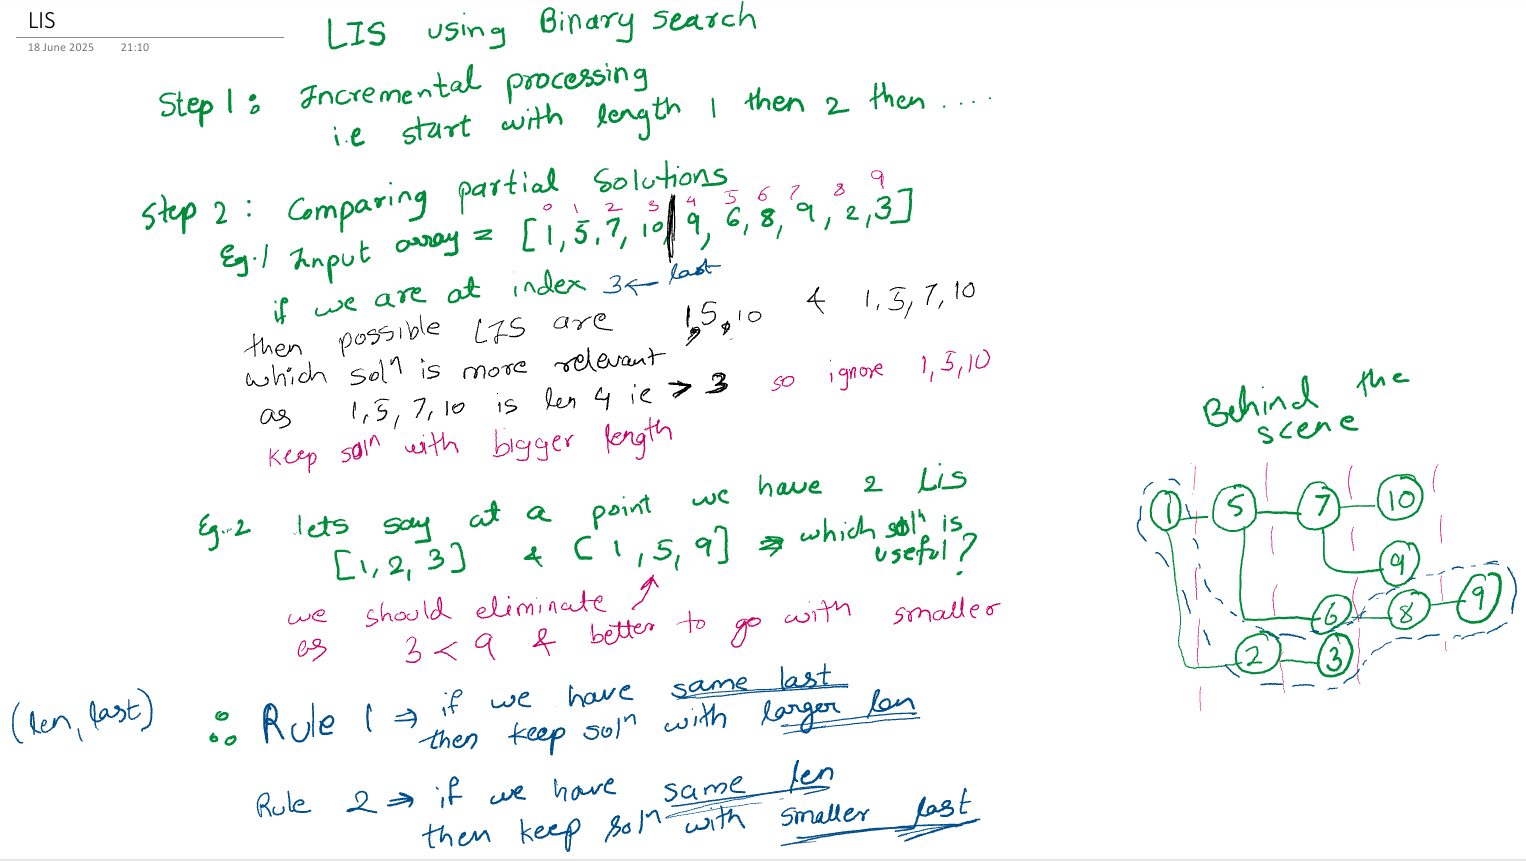 LIS
18 June 2025 21:10
LIS using Binary search
Step 1 : Incremental processing
i.e start with length 1 then 2 then ....
Step 2 : Comparing partial Solutions
0 1 2 3 4 5 6 7 8 9
Eg.1 Input array = [1, 5, 7, 10, 9, 6, 8, 9, 2, 3]
if we are at index 3 ← last
then possible LIS are 1, 5, 10 & 1, 5, 7, 10
which solⁿ is more relevant
as 1, 5, 7, 10 is len 4 ie > 3 so ignore 1, 5, 10
keep solⁿ with bigger length
Eg. 2 lets say at a point we have 2 Lis
[1, 2, 3] & [1, 5, 9] ⇒ which solⁿ is
useful?
we should eliminate
as 3 < 9 & better to go with smaller
(len, last) ∴ Rule 1 ⇒ if we have same last
then keep solⁿ with larger len
Rule 2 ⇒ if we have same len
then keep solⁿ with smaller last
Behind the
scene
1 5 7 10
9
6 8 9
2 3